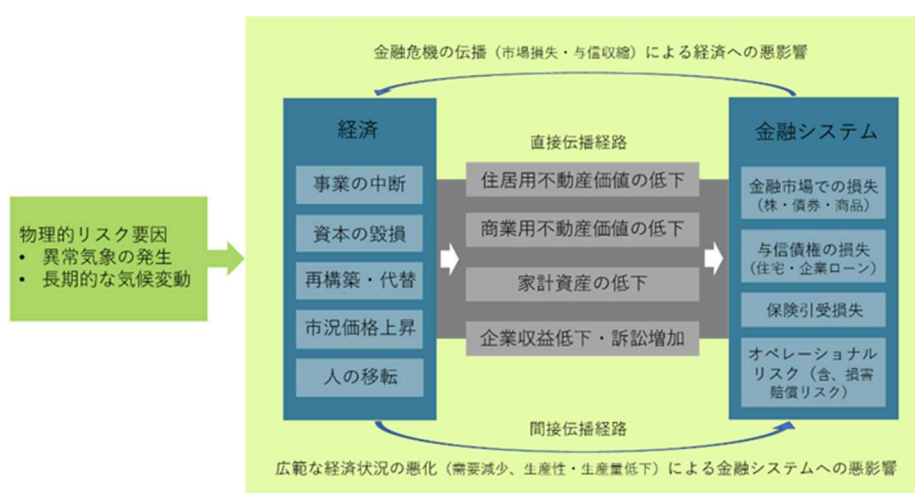 金融危機の伝播（市場損失・与信収縮）による経済への悪影響
物理的リスク要因
• 異常気象の発生
• 長期的な気候変動
経済
事業の中断
資本の毀損
再構築・代替
市況価格上昇
人の移転
直接伝播経路
住居用不動産価値の低下
商業用不動産価値の低下
家計資産の低下
企業収益低下・訴訟増加
金融システム
金融市場での損失
（株・債券・商品）
与信債権の損失
（住宅・企業ローン）
保険引受損失
オペレーショナル
リスク（含、損害
賠償リスク）
間接伝播経路
広範な経済状況の悪化（需要減少、生産性・生産量低下）による金融システムへの悪影響